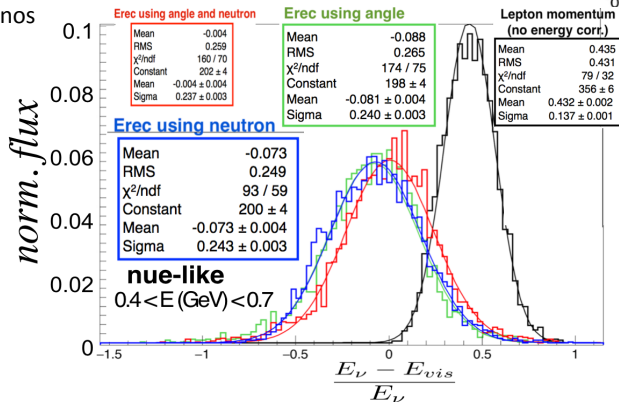 nos
Erec using angle and neutron
Mean -0.004
RMS 0.259
χ²/ndf 160 / 70
Constant 202 ± 4
Mean -0.004 ± 0.004
Sigma 0.237 ± 0.003
Erec using angle
Mean -0.088
RMS 0.265
χ²/ndf 174 / 75
Constant 198 ± 4
Mean -0.081 ± 0.004
Sigma 0.240 ± 0.003
Lepton momentum
(no energy corr.)
Mean 0.435
RMS 0.431
χ²/ndf 79 / 32
Constant 356 ± 6
Mean 0.432 ± 0.002
Sigma 0.137 ± 0.001
Erec using neutron
Mean -0.073
RMS 0.249
χ²/ndf 93 / 59
Constant 200 ± 4
Mean -0.073 ± 0.004
Sigma 0.243 ± 0.003
nue-like
0.4<E (GeV)<0.7
norm. flux
0.1
0.08
0.06
0.04
0.02
0
−1.5 −1 −0.5 0 0.5 1
Eν − Evis
Eν